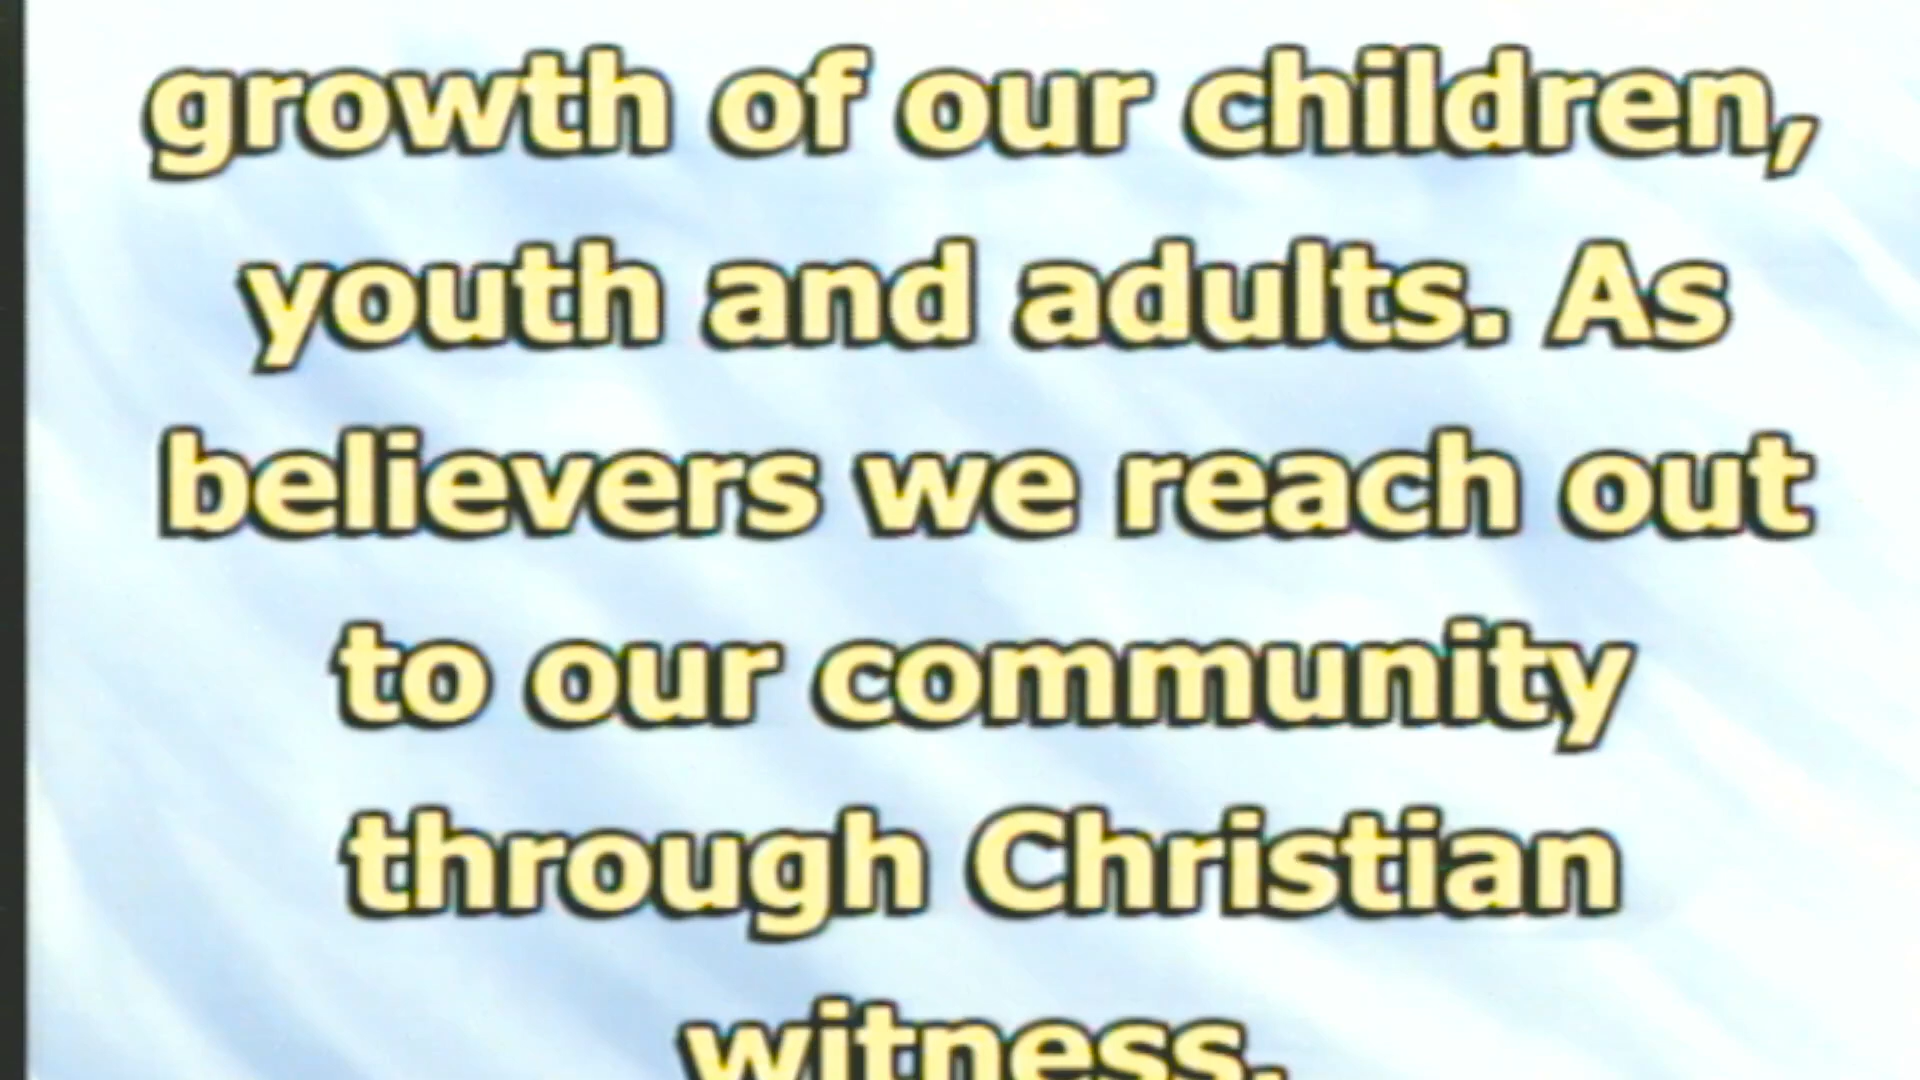 growth of our children,
youth and adults. As
believers we reach out
to our community
through Christian
witness.